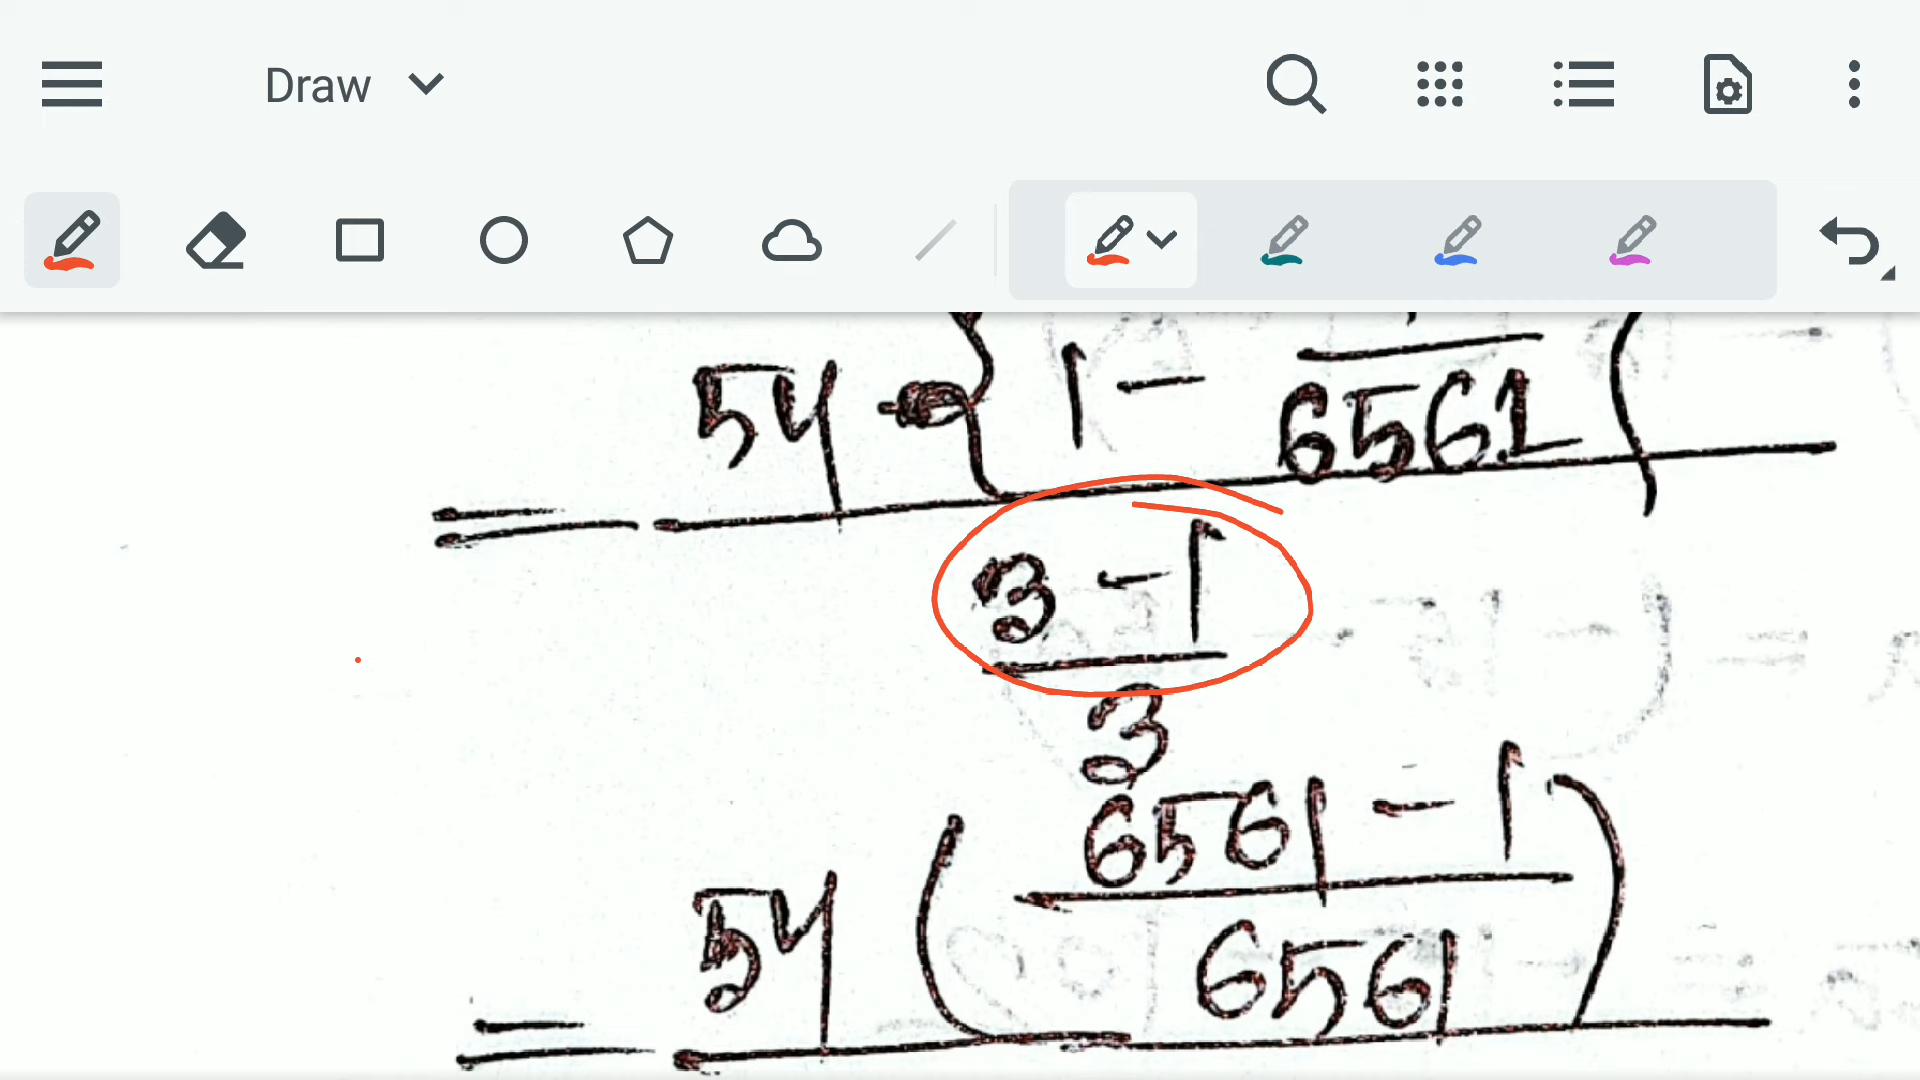 Draw
54 { 1 - 1/6561 }
=
3 - 1
3
6561 - 1
= 54 ( )
6561